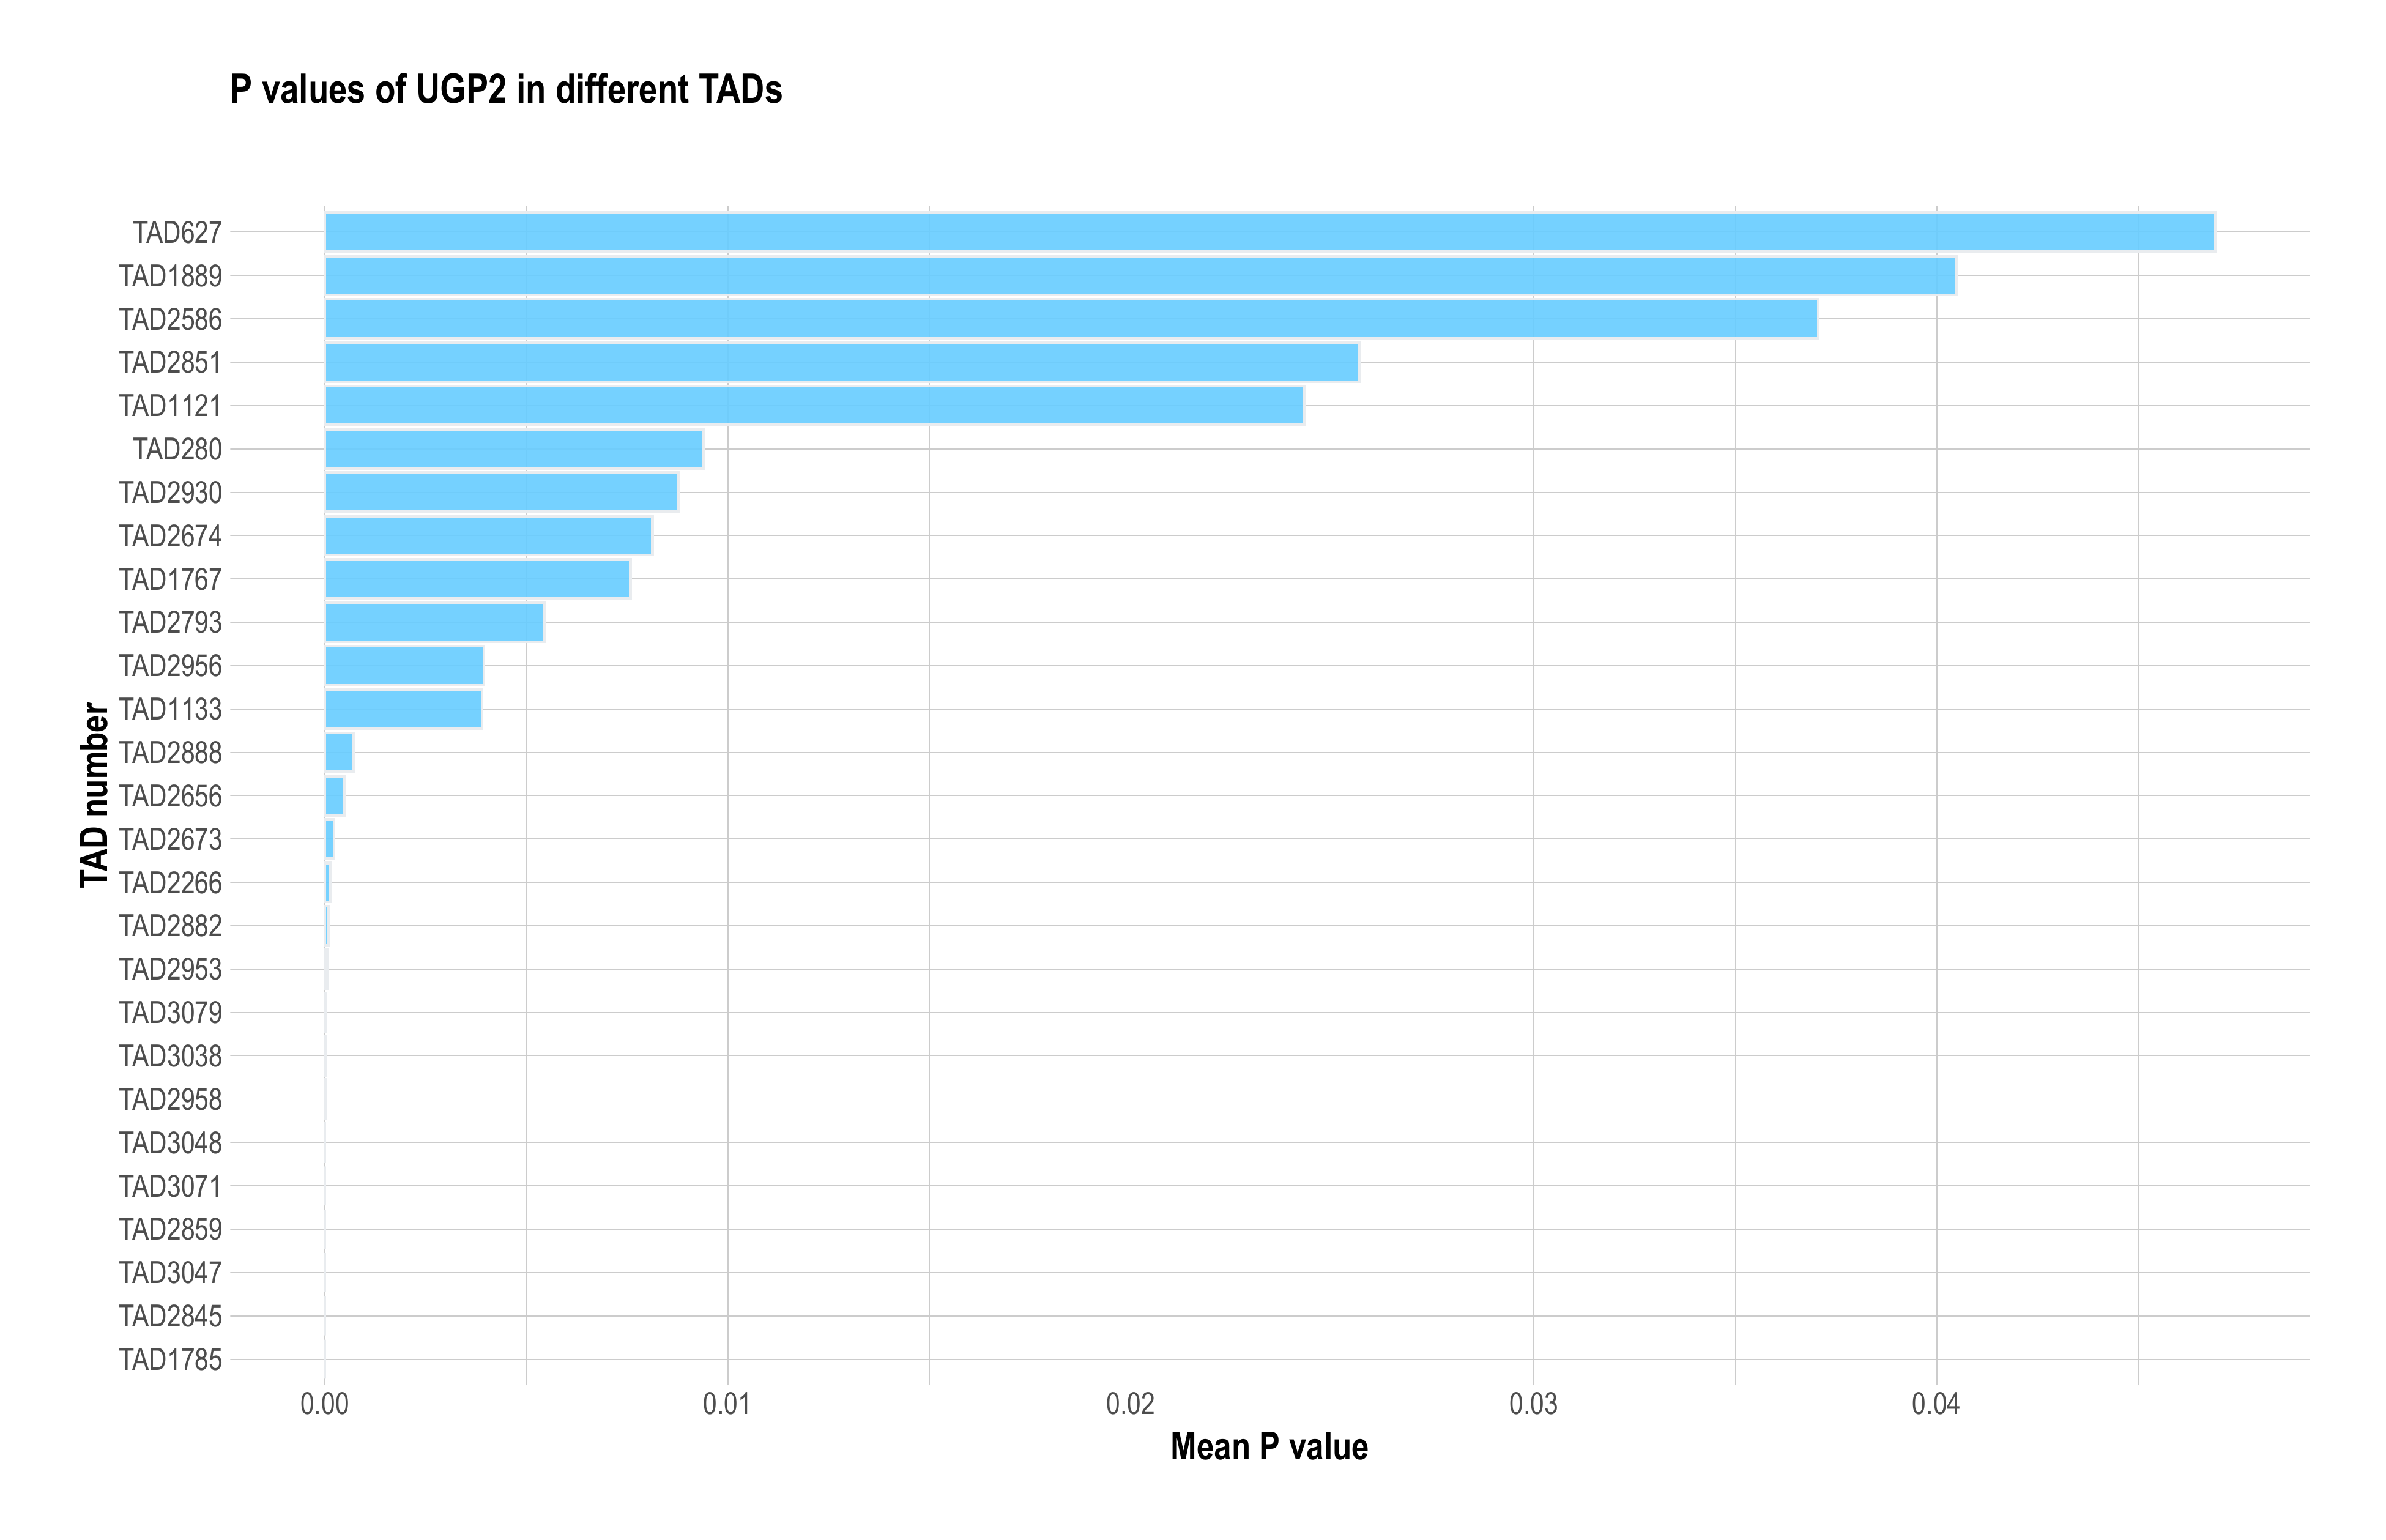 P values of UGP2 in different TADs
TAD627
TAD1889
TAD2586
TAD2851
TAD1121
TAD280
TAD2930
TAD2674
TAD1767
TAD2793
TAD2956
TAD1133
TAD2888
TAD2656
TAD2673
TAD2266
TAD2882
TAD2953
TAD3079
TAD3038
TAD2958
TAD3048
TAD3071
TAD2859
TAD3047
TAD2845
TAD1785
TAD number
0.00 0.01 0.02 0.03 0.04
Mean P value